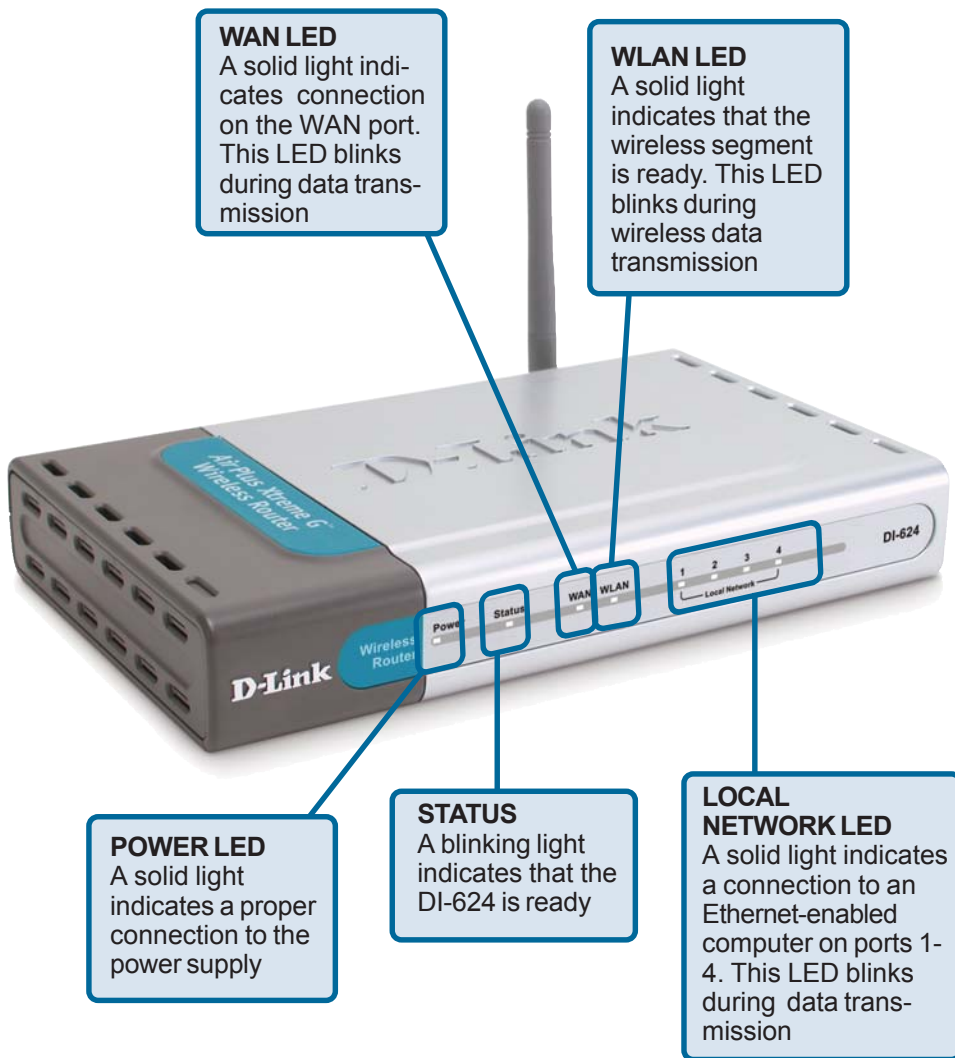 WAN LED
A solid light indi-
cates connection
on the WAN port.
This LED blinks
during data trans-
mission
WLAN LED
A solid light
indicates that the
wireless segment
is ready. This LED
blinks during
wireless data
transmission
D-Link
AirPlus Xtreme G™
Wireless Router
DI-624
1 2 3 4
Local Network
WAN WLAN
Status
Power
Wireless
Router
D-Link
POWER LED
A solid light
indicates a proper
connection to the
power supply
STATUS
A blinking light
indicates that the
DI-624 is ready
LOCAL
NETWORK LED
A solid light indicates
a connection to an
Ethernet-enabled
computer on ports 1-
4. This LED blinks
during data trans-
mission